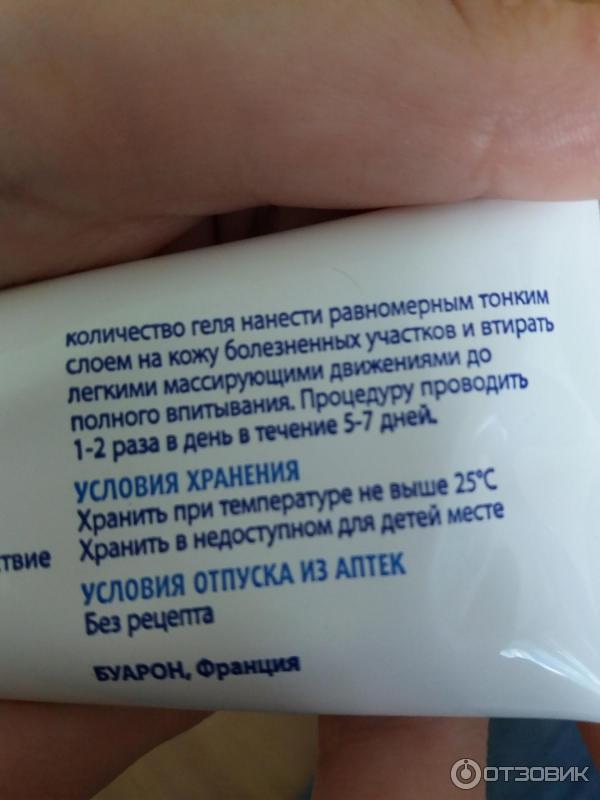 количество геля нанести равномерным тонким
слоем на кожу болезненных участков и втирать
легкими массирующими движениями до
полного впитывания. Процедуру проводить
1-2 раза в день в течение 5-7 дней.
УСЛОВИЯ ХРАНЕНИЯ
Хранить при температуре не выше 25°С
Хранить в недоступном для детей месте
ствие
УСЛОВИЯ ОТПУСКА ИЗ АПТЕК
Без рецепта
БУАРОН, Франция
ОТЗОВИК